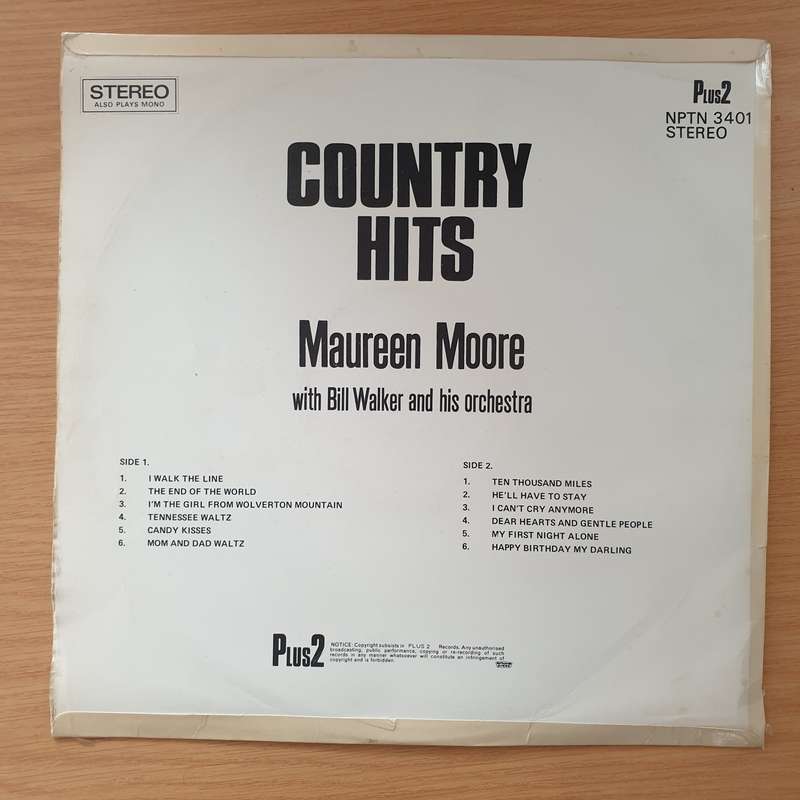 STEREO
ALSO PLAYS MONO
PLUS2
NPTN 3401
STEREO
COUNTRY
HITS
Maureen Moore
with Bill Walker and his orchestra
SIDE 1.
1. I WALK THE LINE
2. THE END OF THE WORLD
3. I'M THE GIRL FROM WOLVERTON MOUNTAIN
4. TENNESSEE WALTZ
5. CANDY KISSES
6. MOM AND DAD WALTZ
SIDE 2.
1. TEN THOUSAND MILES
2. HE'LL HAVE TO STAY
3. I CAN'T CRY ANYMORE
4. DEAR HEARTS AND GENTLE PEOPLE
5. MY FIRST NIGHT ALONE
6. HAPPY BIRTHDAY MY DARLING
PLUS2
NOTICE: Copyright subsists in PLUS 2 Records. Any unauthorised
broadcasting, public performance, copying or re-recording of such
records in any manner whatsoever will constitute an infringement of
copyright and is forbidden.